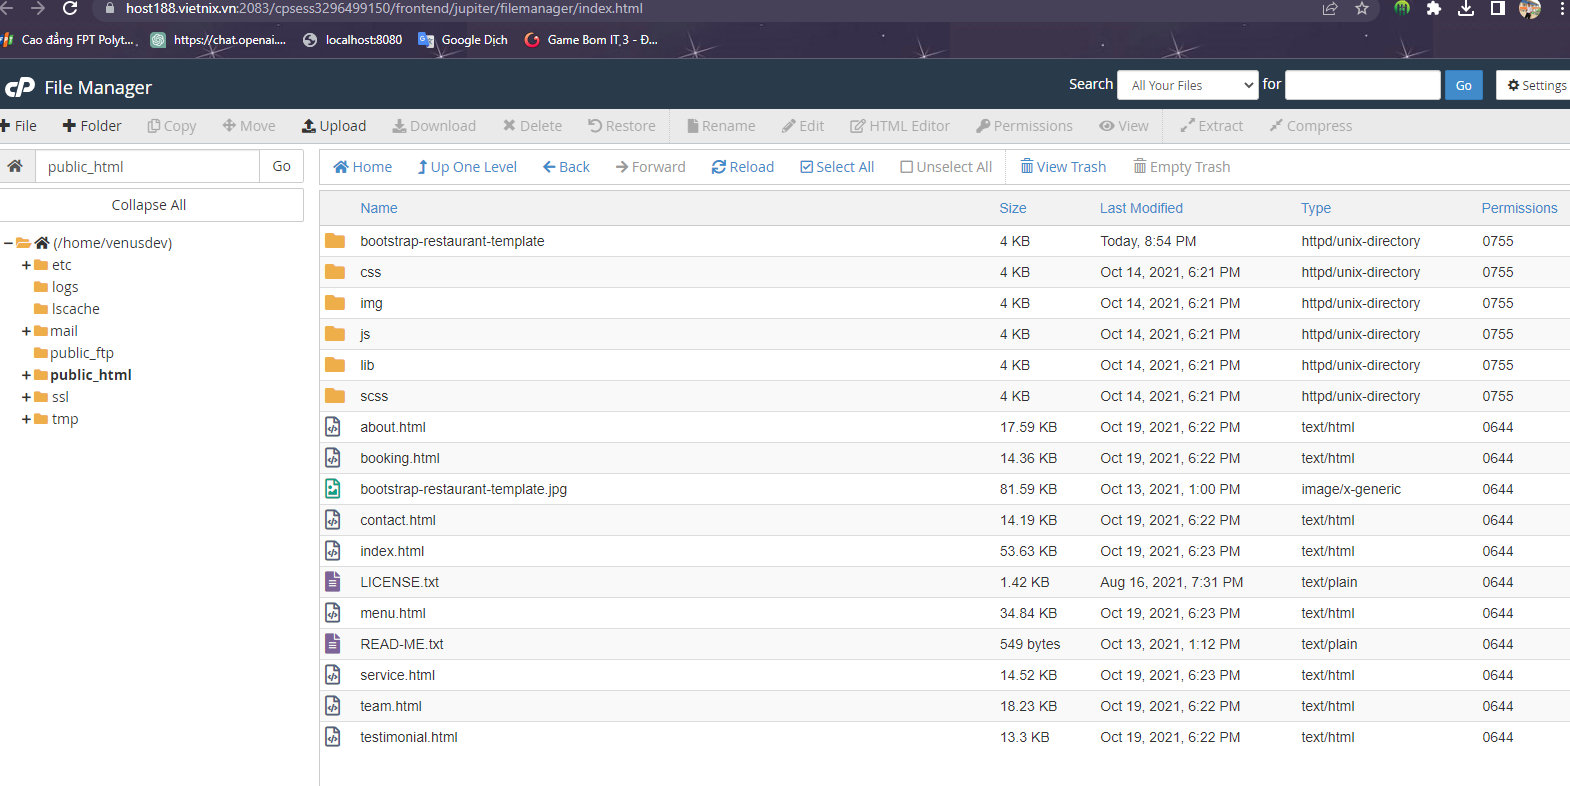 host188.vietnix.vn:2083/cpsess3296499150/frontend/jupiter/filemanager/index.html
Cao đẳng FPT Polyt... https://chat.openai.... localhost:8080 Google Dịch Game Bom IT 3 - Đ...
cP File Manager Search All Your Files for Go Settings
File Folder Copy Move Upload Download Delete Restore Rename Edit HTML Editor Permissions View Extract Compress
public_html Go Home Up One Level Back Forward Reload Select All Unselect All View Trash Empty Trash
Collapse All
(/home/venusdev)
etc
logs
lscache
mail
public_ftp
public_html
ssl
tmp
Name Size Last Modified Type Permissions
bootstrap-restaurant-template 4 KB Today, 8:54 PM httpd/unix-directory 0755
css 4 KB Oct 14, 2021, 6:21 PM httpd/unix-directory 0755
img 4 KB Oct 14, 2021, 6:21 PM httpd/unix-directory 0755
js 4 KB Oct 14, 2021, 6:21 PM httpd/unix-directory 0755
lib 4 KB Oct 14, 2021, 6:21 PM httpd/unix-directory 0755
scss 4 KB Oct 14, 2021, 6:21 PM httpd/unix-directory 0755
about.html 17.59 KB Oct 19, 2021, 6:22 PM text/html 0644
booking.html 14.36 KB Oct 19, 2021, 6:22 PM text/html 0644
bootstrap-restaurant-template.jpg 81.59 KB Oct 13, 2021, 1:00 PM image/x-generic 0644
contact.html 14.19 KB Oct 19, 2021, 6:22 PM text/html 0644
index.html 53.63 KB Oct 19, 2021, 6:23 PM text/html 0644
LICENSE.txt 1.42 KB Aug 16, 2021, 7:31 PM text/plain 0644
menu.html 34.84 KB Oct 19, 2021, 6:23 PM text/html 0644
READ-ME.txt 549 bytes Oct 13, 2021, 1:12 PM text/plain 0644
service.html 14.52 KB Oct 19, 2021, 6:23 PM text/html 0644
team.html 18.23 KB Oct 19, 2021, 6:22 PM text/html 0644
testimonial.html 13.3 KB Oct 19, 2021, 6:22 PM text/html 0644